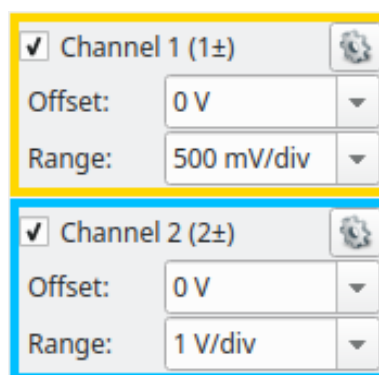 Channel 1 (1±)
Offset: 0 V
Range: 500 mV/div
Channel 2 (2±)
Offset: 0 V
Range: 1 V/div